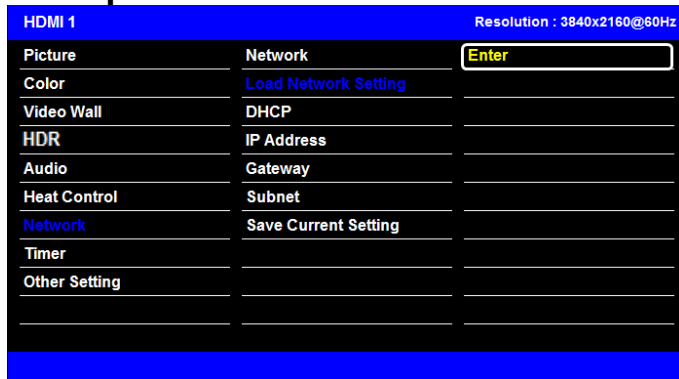 HDMI 1 Resolution : 3840x2160@60Hz
Picture Network Enter
Color Load Network Setting
Video Wall DHCP
HDR IP Address
Audio Gateway
Heat Control Subnet
Network Save Current Setting
Timer
Other Setting